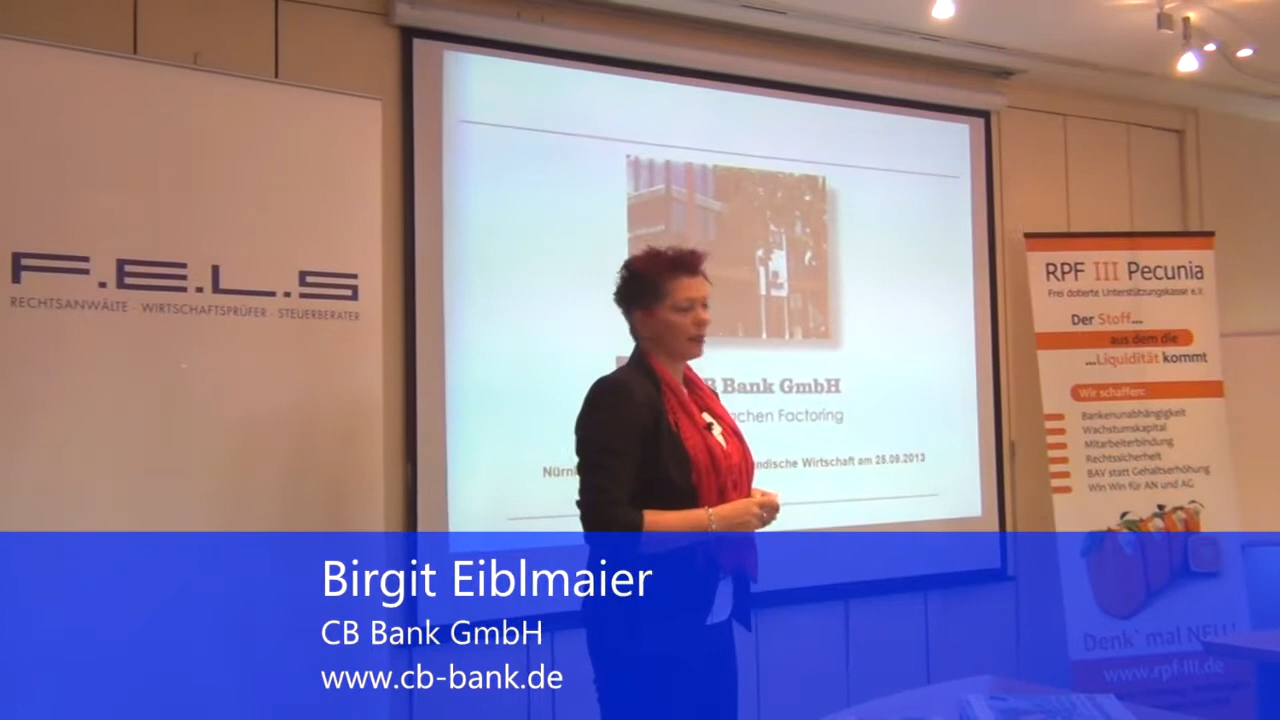 F.E.L.S
RECHTSANWÄLTE · WIRTSCHAFTSPRÜFER · STEUERBERATER
B Bank GmbH
achen Factoring
Nürn
ndische Wirtschaft am 25.09.2013
RPF III Pecunia
Frei dotierte Unterstützungskasse e.V.
Der Stoff...
aus dem die
...Liquidität kommt
Wir schaffen:
Bankenunabhängigkeit
Wachstumskapital
Mitarbeiterbindung
Rechtssicherheit
BAV statt Gehaltserhöhung
Win Win für AN und AG
Denk' mal NEU!
www.rpf-III.de
Birgit Eiblmaier
CB Bank GmbH
www.cb-bank.de